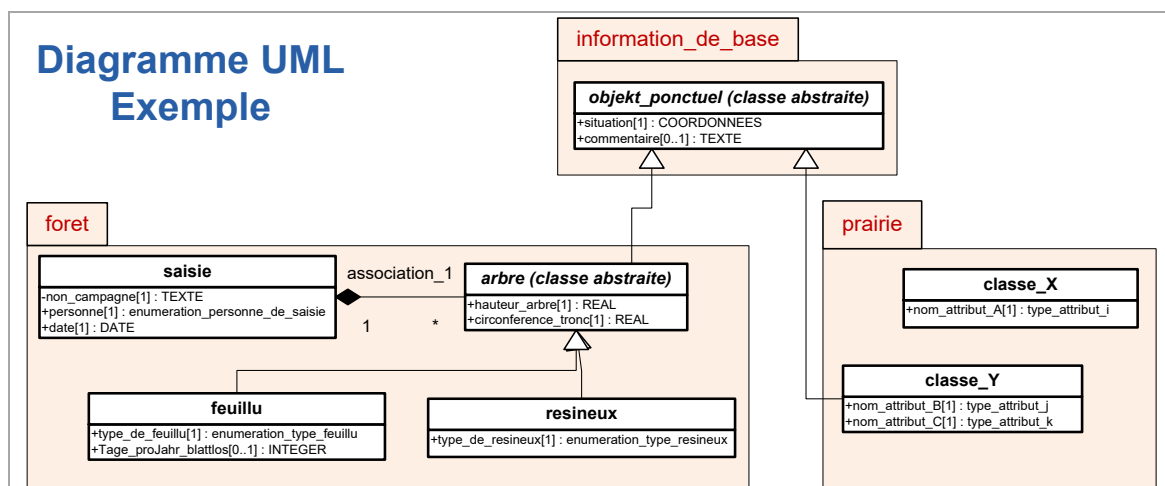 Diagramme UML
Exemple
information_de_base
objekt_ponctuel (classe abstraite)
+situation[1] : COORDONNEES
+commentaire[0..1] : TEXTE
foret
saisie
-non_campagne[1] : TEXTE
+personne[1] : enumeration_personne_de_saisie
+date[1] : DATE
association_1
1
*
arbre (classe abstraite)
+hauteur_arbre[1] : REAL
+circonference_tronc[1] : REAL
feuillu
+type_de_feuillu[1] : enumeration_type_feuillu
+Tage_proJahr_blattlos[0..1] : INTEGER
resineux
+type_de_resineux[1] : enumeration_type_resineux
prairie
classe_X
+nom_attribut_A[1] : type_attribut_i
classe_Y
+nom_attribut_B[1] : type_attribut_j
+nom_attribut_C[1] : type_attribut_k